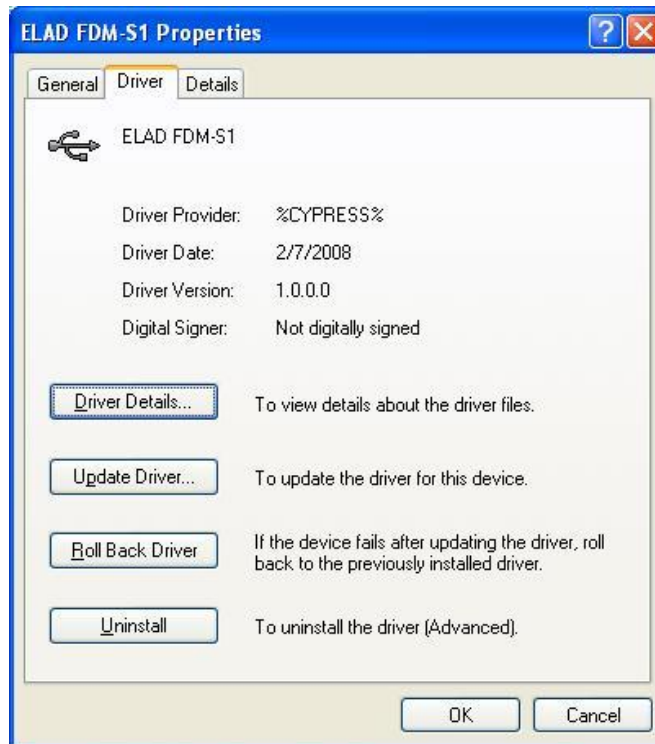 ELAD FDM-S1 Properties
General Driver Details
ELAD FDM-S1
Driver Provider: %CYPRESS%
Driver Date: 2/7/2008
Driver Version: 1.0.0.0
Digital Signer: Not digitally signed
Driver Details... To view details about the driver files.
Update Driver... To update the driver for this device.
Roll Back Driver If the device fails after updating the driver, roll
back to the previously installed driver.
Uninstall To uninstall the driver (Advanced).
OK Cancel